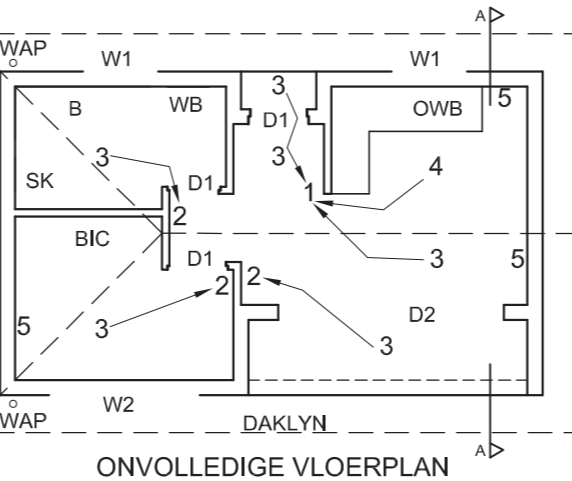 A
WAP
W1
W1
B
WB
3
D1
OWB
5
3
3
D1
4
SK
1
2
BIC
D1
3
5
2
2
5
3
3
D2
W2
WAP
DAKLYN
A
ONVOLLEDIGE VLOERPLAN